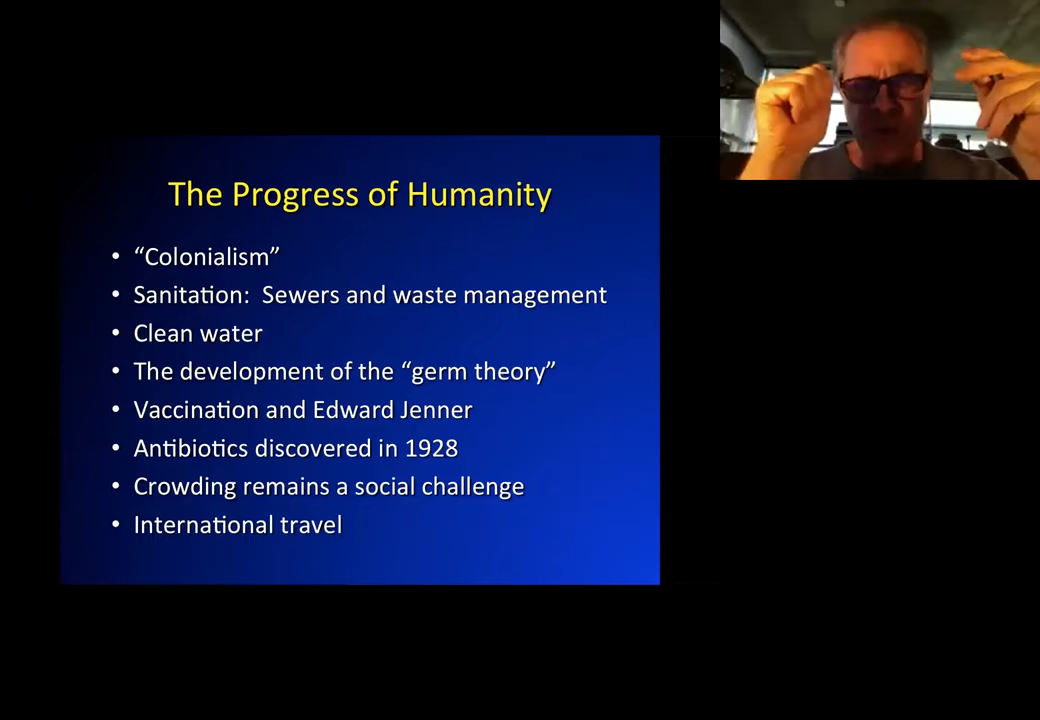 The Progress of Humanity
• “Colonialism”
• Sanitation:  Sewers and waste management
• Clean water
• The development of the “germ theory”
• Vaccination and Edward Jenner
• Antibiotics discovered in 1928
• Crowding remains a social challenge
• International travel